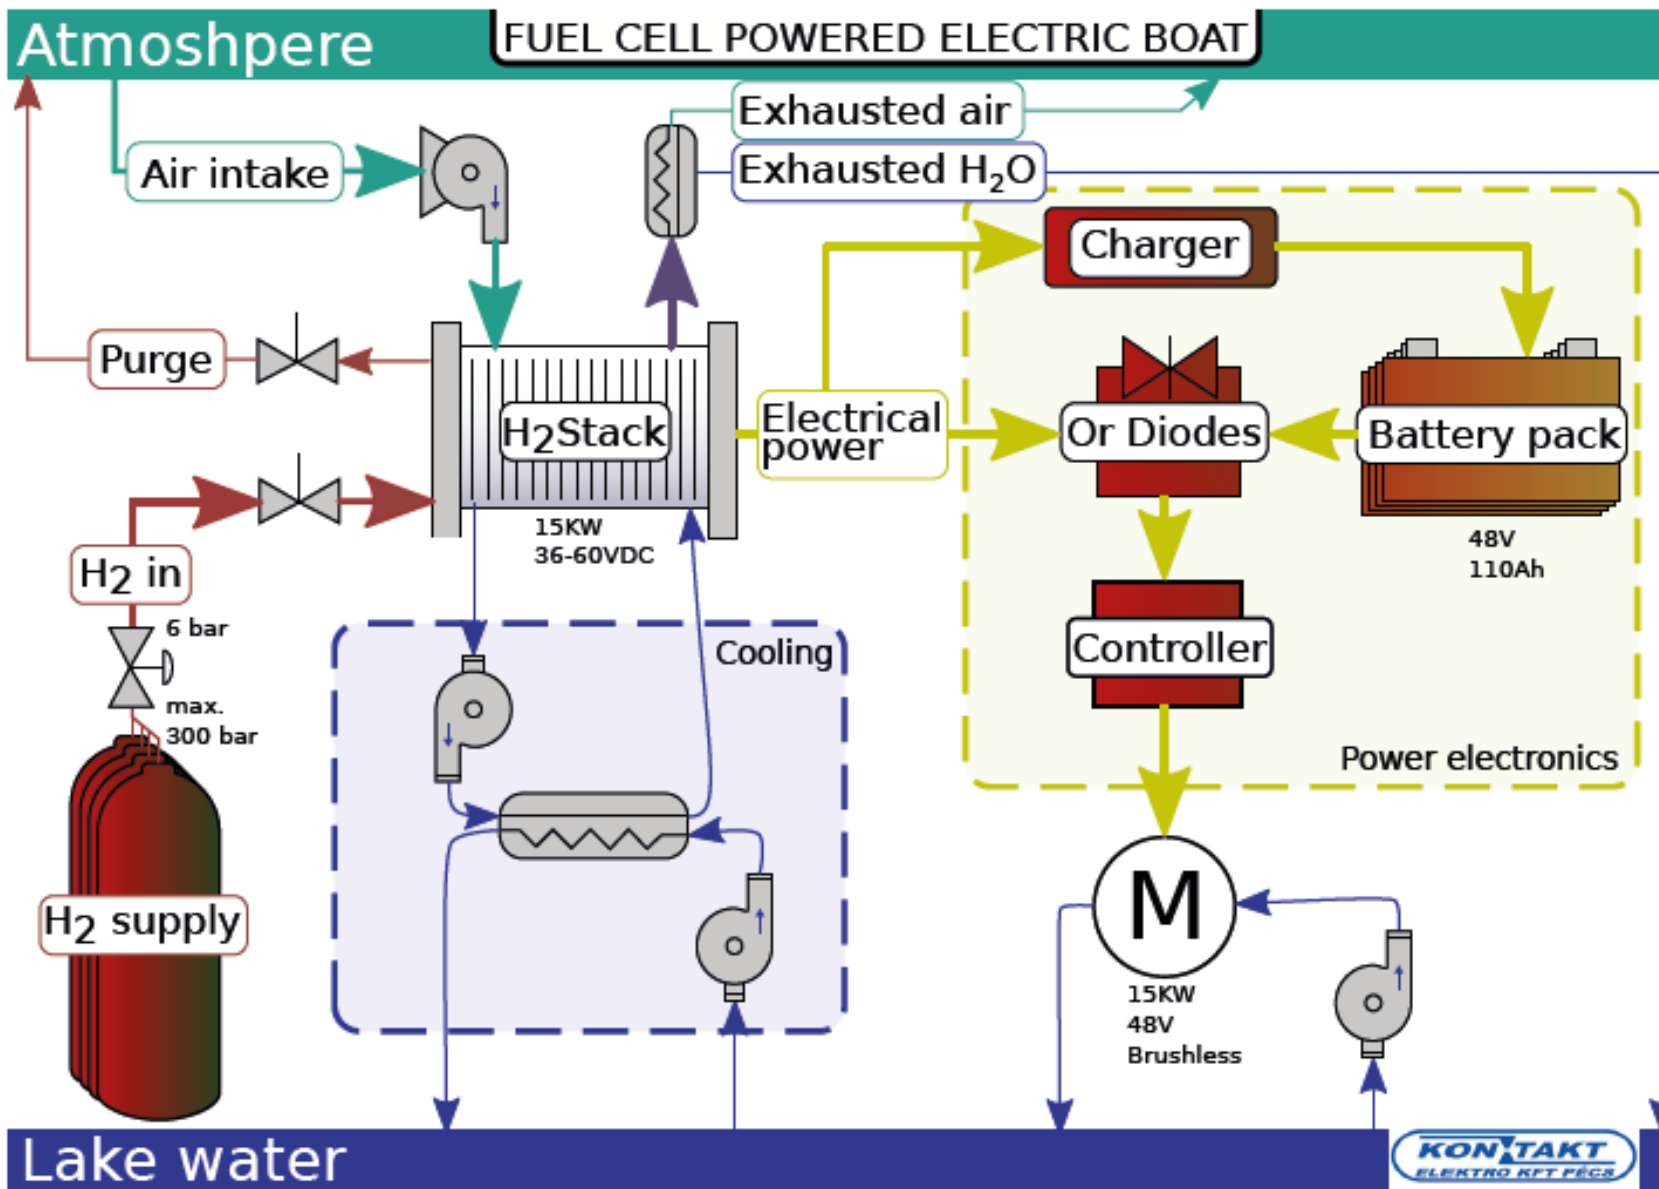 Atmoshpere
FUEL CELL POWERED ELECTRIC BOAT
Exhausted air
Air intake
Exhausted H₂O
Charger
Purge
H₂Stack
Electrical
power
Or Diodes
Battery pack
15KW
36-60VDC
48V
110Ah
H₂ in
6 bar
max.
300 bar
Cooling
Controller
Power electronics
H₂ supply
M
15KW
48V
Brushless
Lake water
KONTAKT
ELEKTRO KFT PÉCS